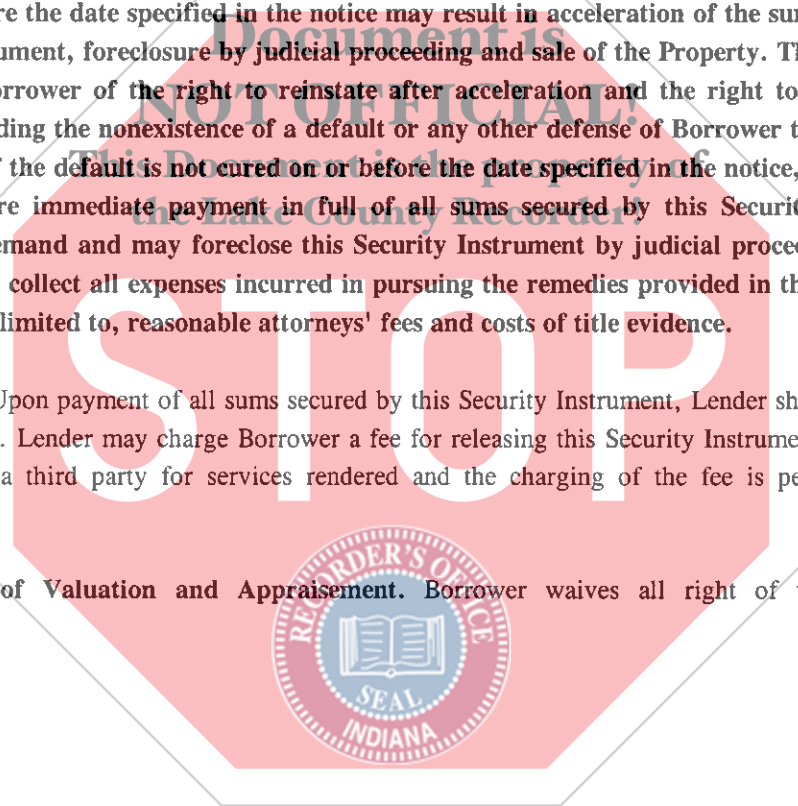 re the date specified in the notice may result in acceleration of the su
Document is
ument, foreclosure by judicial proceeding and sale of the Property. T
orrower of the right to reinstate after acceleration and the right to
NOT OFFICIAL!
ding the nonexistence of a default or any other defense of Borrower t
This Document is the property of
f the default is not cured on or before the date specified in the notice,
re immediate payment in full of all sums secured by this Securit
the Lake County Recorder!
emand and may foreclose this Security Instrument by judicial procee
collect all expenses incurred in pursuing the remedies provided in th
limited to, reasonable attorneys' fees and costs of title evidence.
STOP
Upon payment of all sums secured by this Security Instrument, Lender sh
. Lender may charge Borrower a fee for releasing this Security Instrume
a third party for services rendered and the charging of the fee is pe
of Valuation and Appraisement. Borrower waives all right of
RECORDER'S OFFICE
SEAL
INDIANA